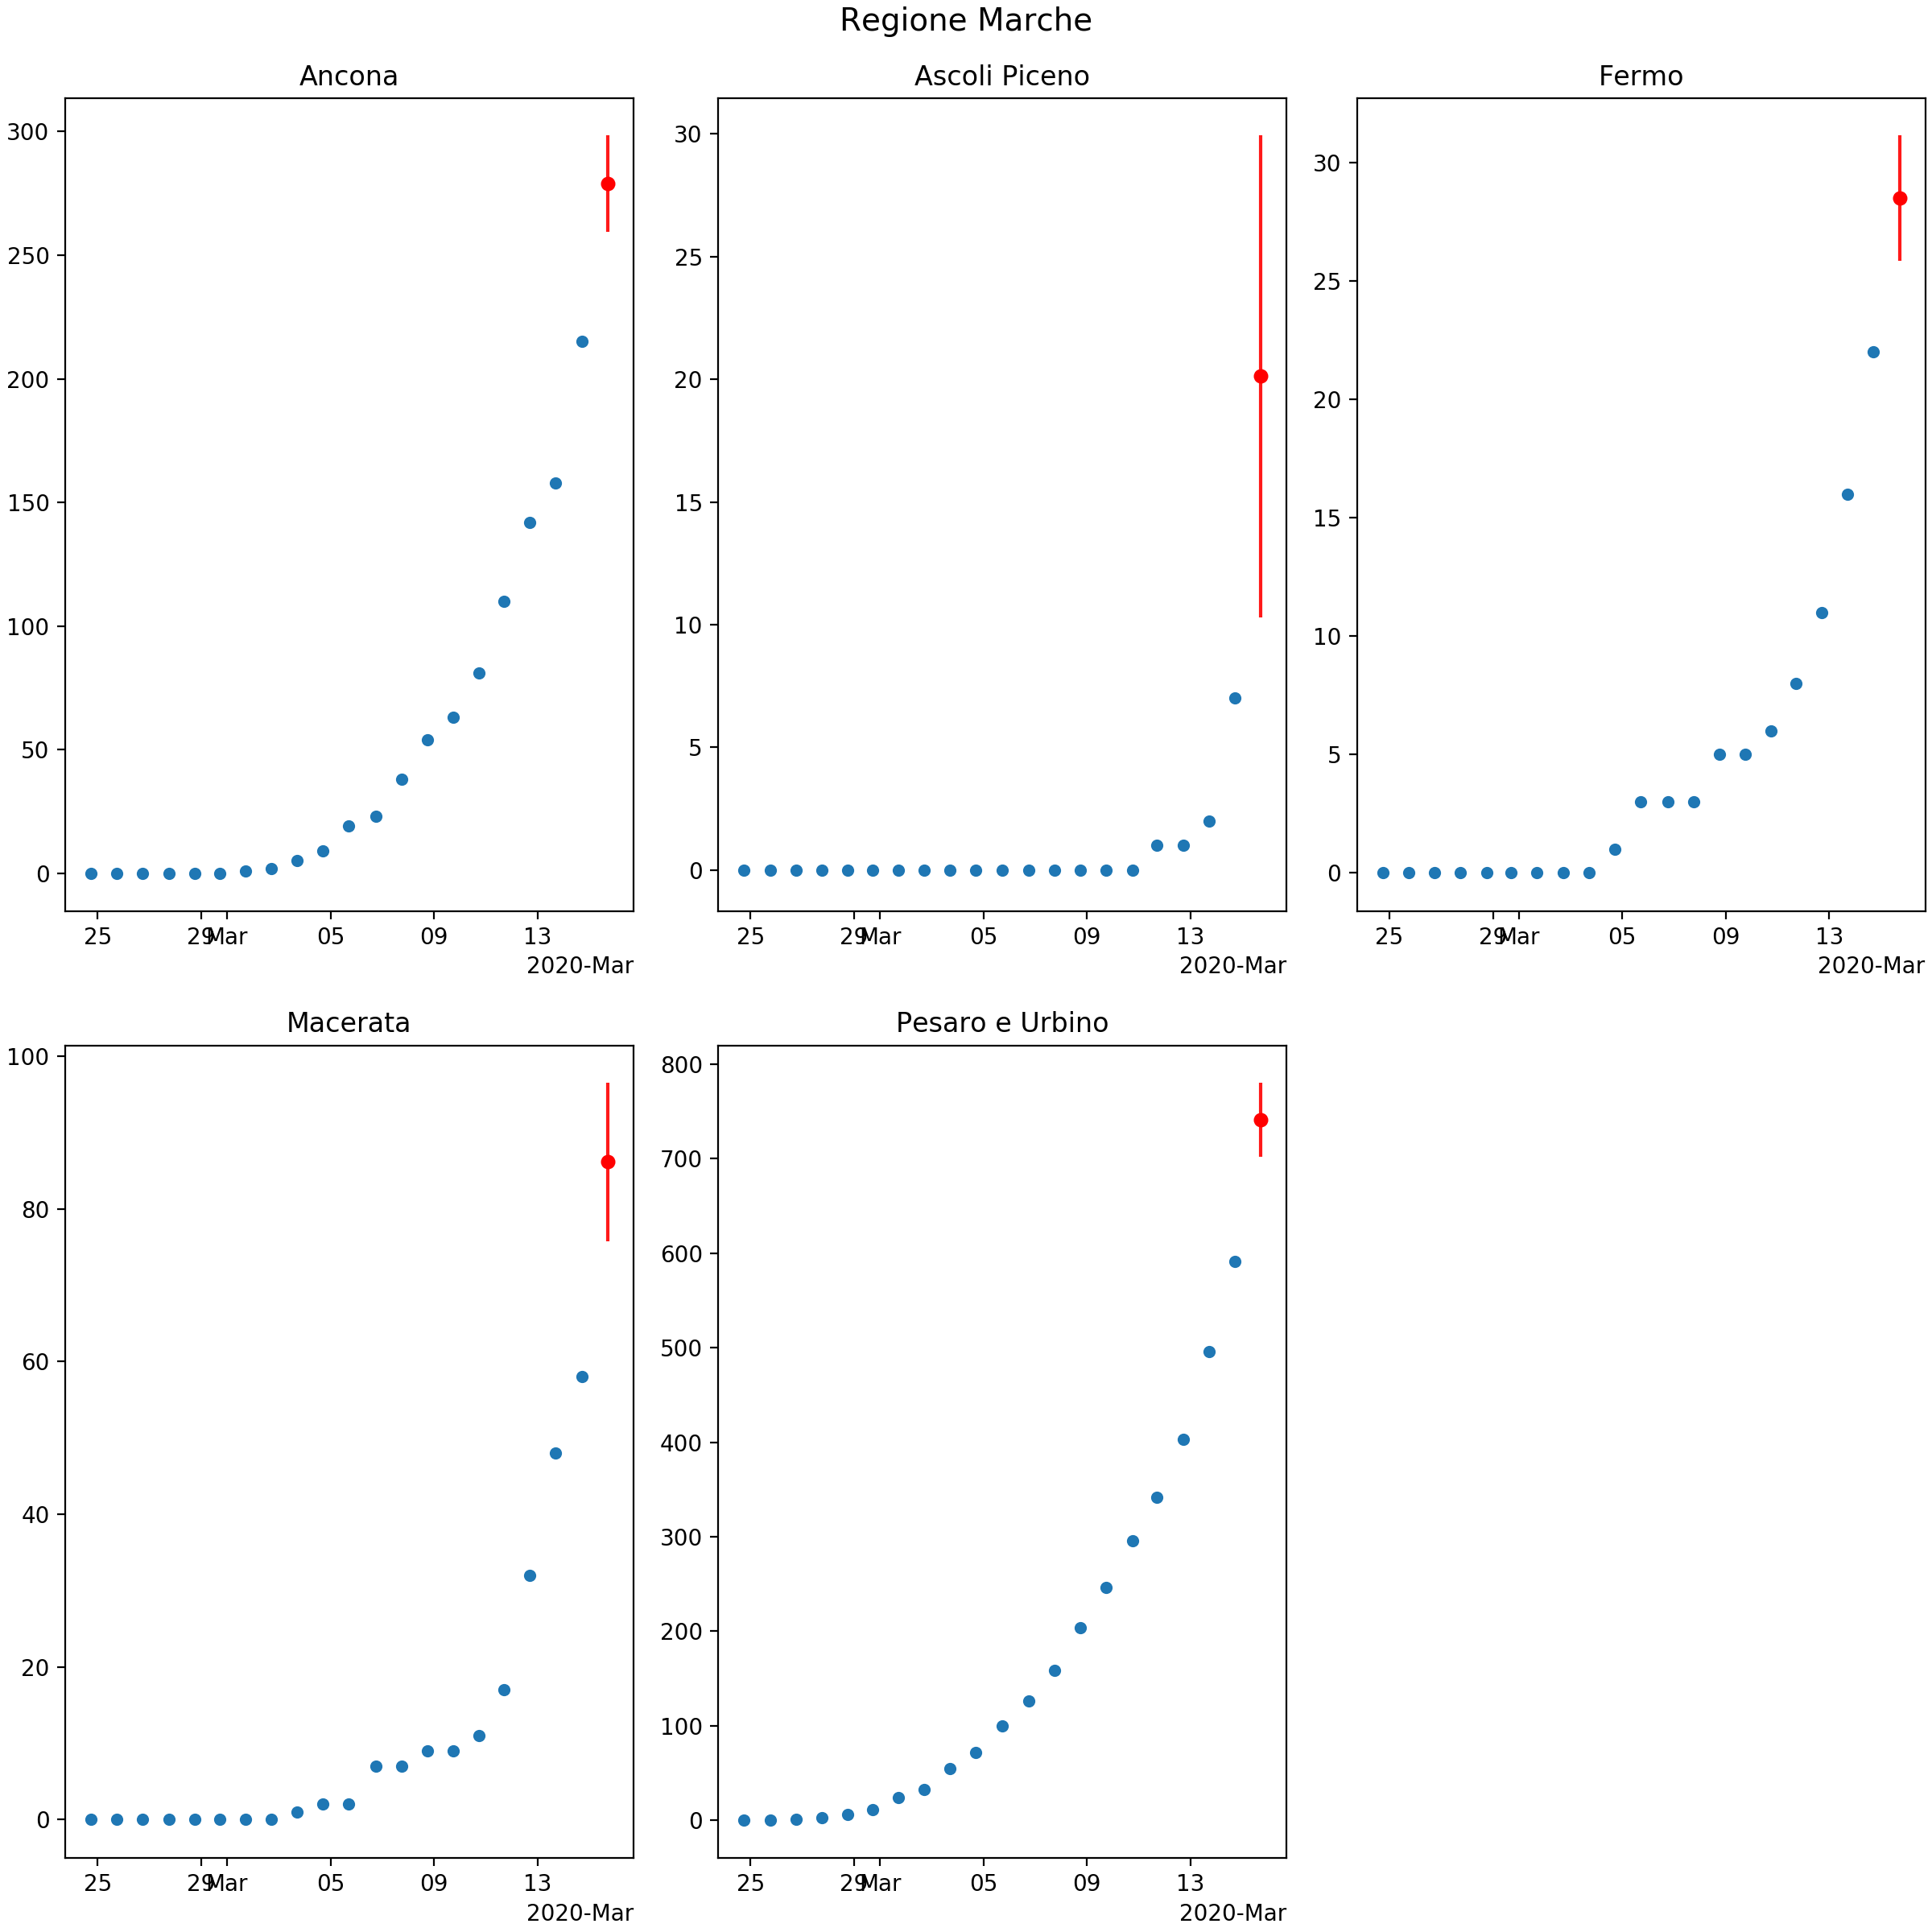 Regione Marche
Ancona
300
250
200
150
100
50
0
25 29 Mar 05 09 13
2020-Mar
Ascoli Piceno
30
25
20
15
10
5
0
25 29 Mar 05 09 13
2020-Mar
Fermo
30
25
20
15
10
5
0
25 29 Mar 05 09 13
2020-Mar
Macerata
100
80
60
40
20
0
25 29 Mar 05 09 13
2020-Mar
Pesaro e Urbino
800
700
600
500
400
300
200
100
0
25 29 Mar 05 09 13
2020-Mar